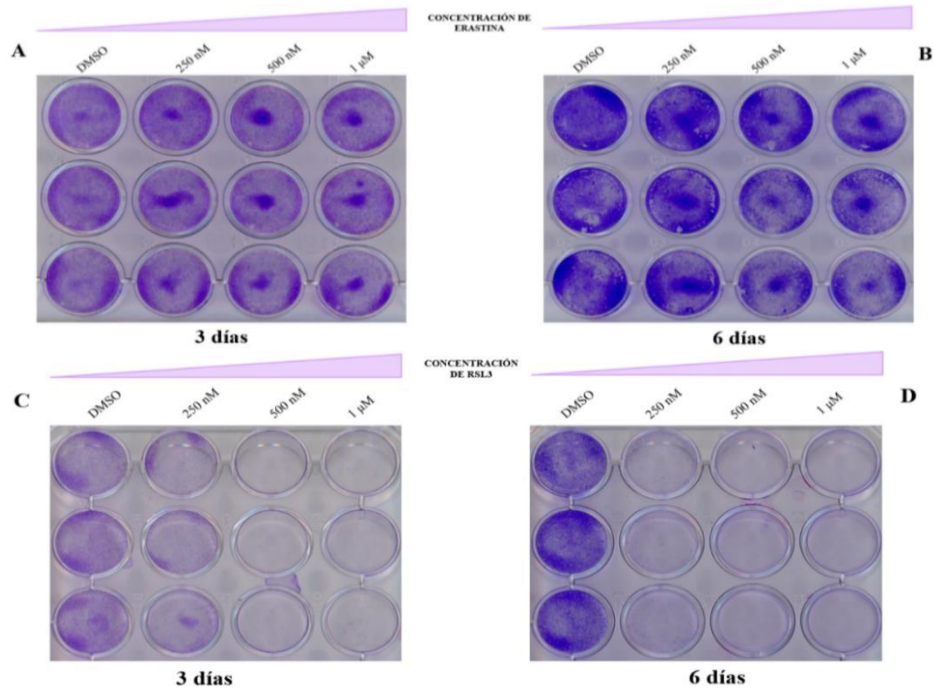 CONCENTRACIÓN DE
ERASTINA
A
DMSO
250 nM
500 nM
1 µM
DMSO
250 nM
500 nM
1 µM
B
3 días
6 días
CONCENTRACIÓN
DE RSL3
C
DMSO
250 nM
500 nM
1 µM
DMSO
250 nM
500 nM
1 µM
D
3 días
6 días